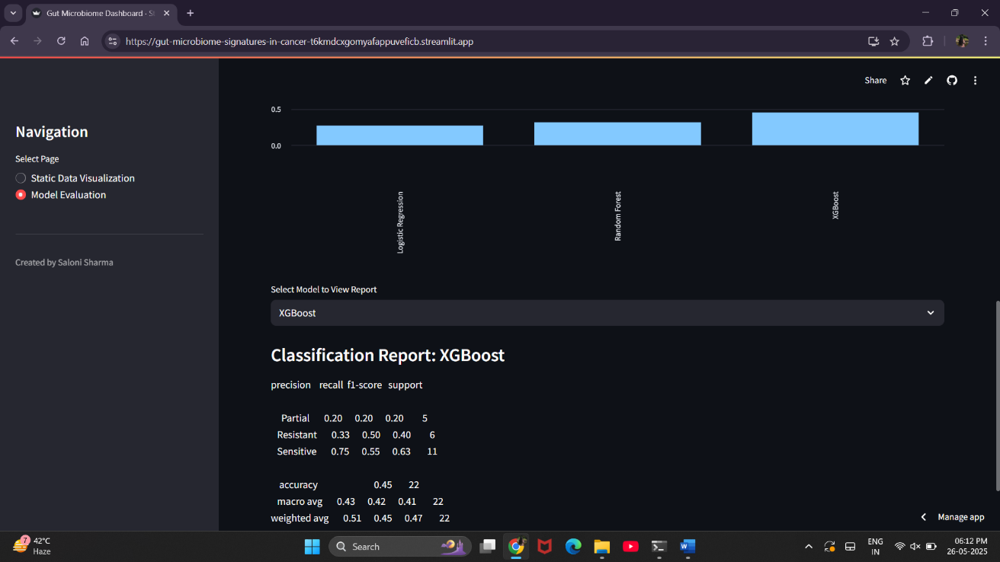 Gut Microbiome Dashboard · St
https://gut-microbiome-signatures-in-cancer-t6kmdcxgomyafappuveficb.streamlit.app
Share
Navigation
Select Page
Static Data Visualization
Model Evaluation
Created by Saloni Sharma
0.5
0.0
Logistic Regression
Random Forest
XGBoost
Select Model to View Report
XGBoost
Classification Report: XGBoost
precision recall f1-score support
Partial 0.20 0.20 0.20 5
Resistant 0.33 0.50 0.40 6
Sensitive 0.75 0.55 0.63 11
accuracy 0.45 22
macro avg 0.43 0.42 0.41 22
weighted avg 0.51 0.45 0.47 22
Manage app
7
42°C
Haze
Search
ENG
IN
06:12 PM
26-05-2025